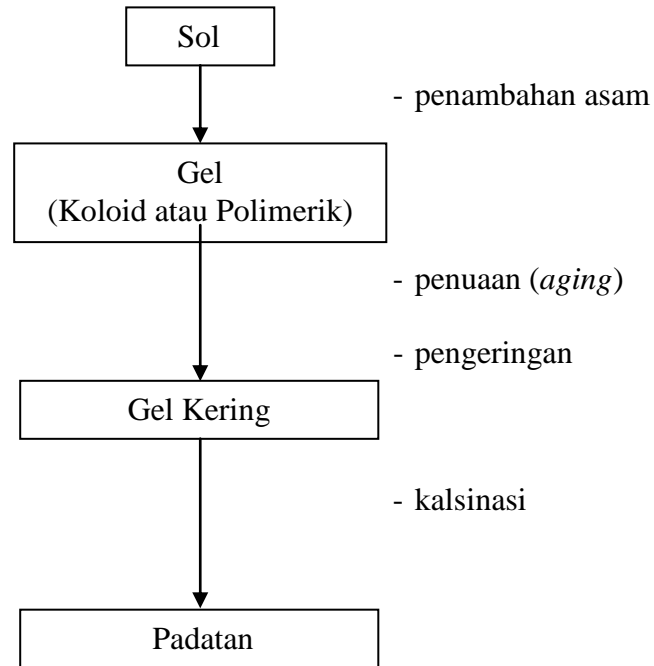 Sol
- penambahan asam
Gel
(Koloid atau Polimerik)
- penuaan (aging)
- pengeringan
Gel Kering
- kalsinasi
Padatan